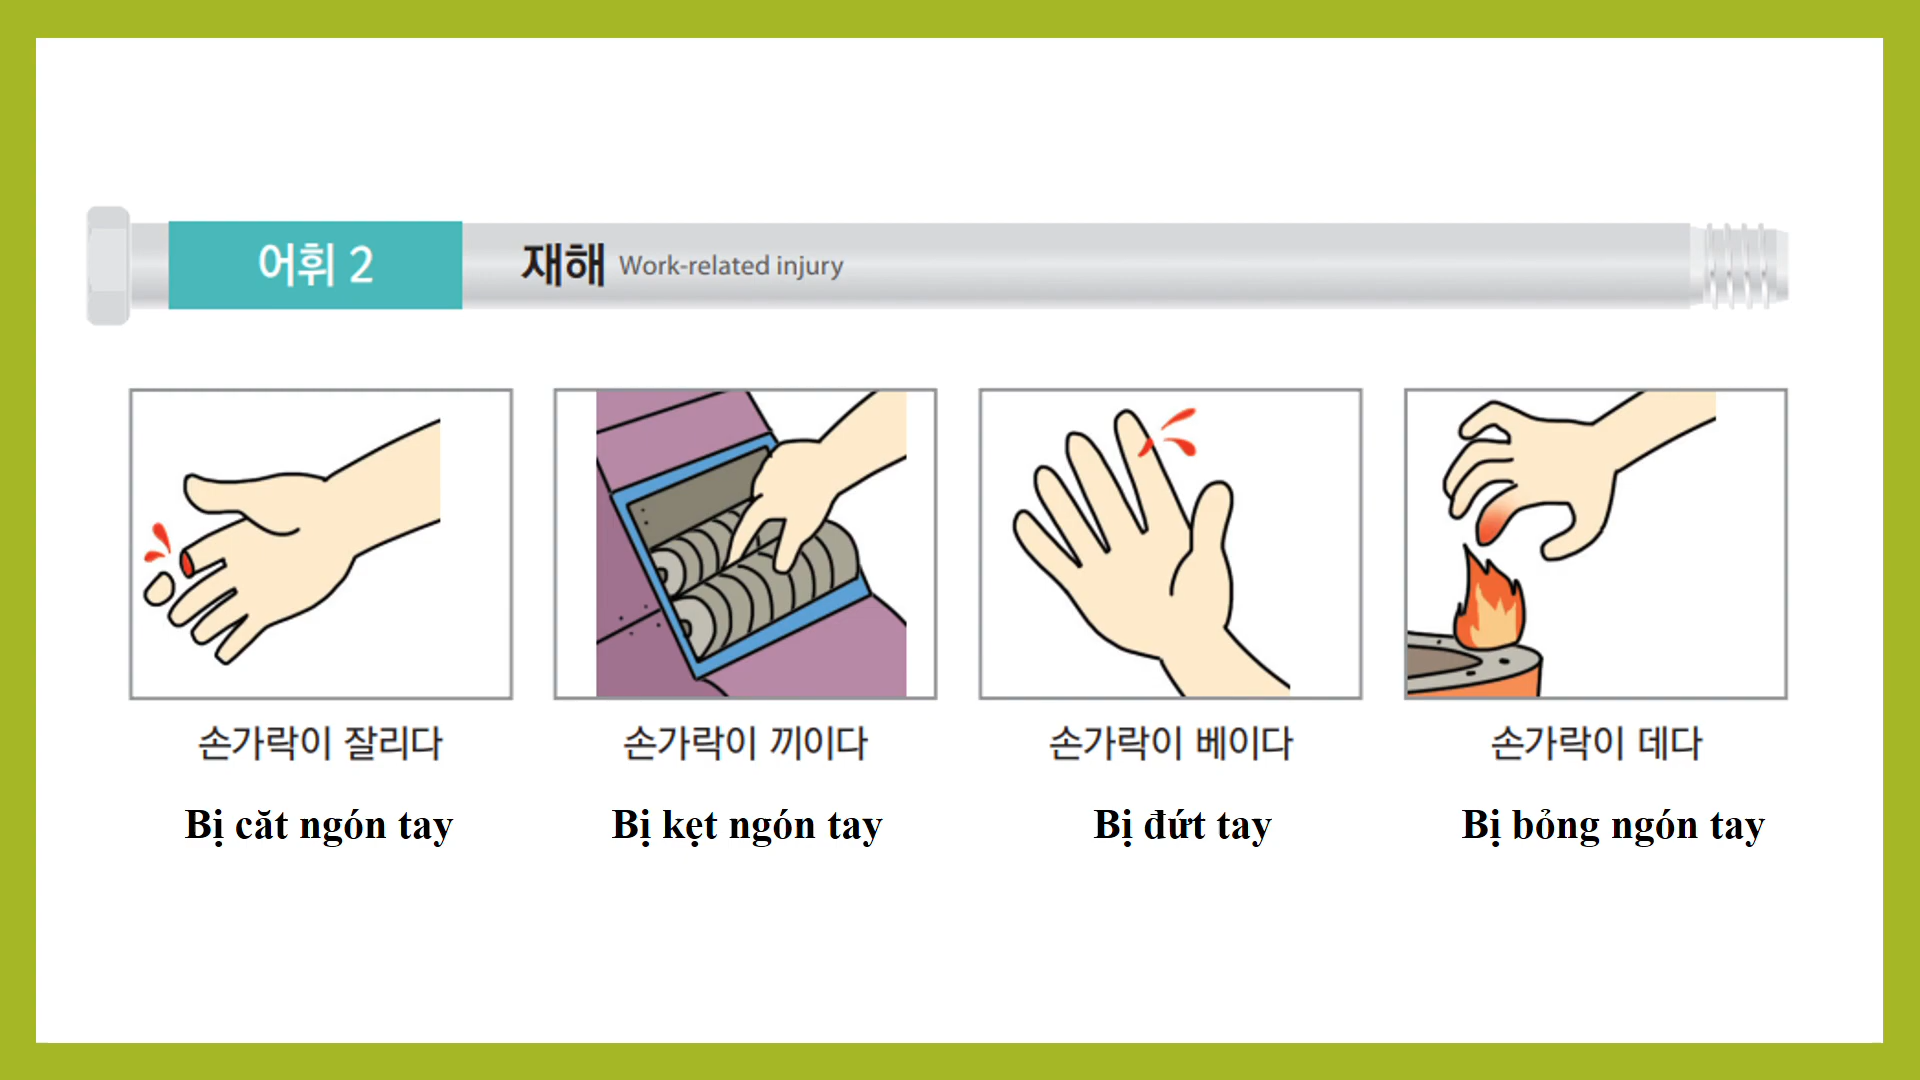 어휘 2
재해 Work-related injury
손가락이 잘리다
손가락이 끼이다
손가락이 베이다
손가락이 데다
Bị căt ngón tay
Bị kẹt ngón tay
Bị đứt tay
Bị bỏng ngón tay